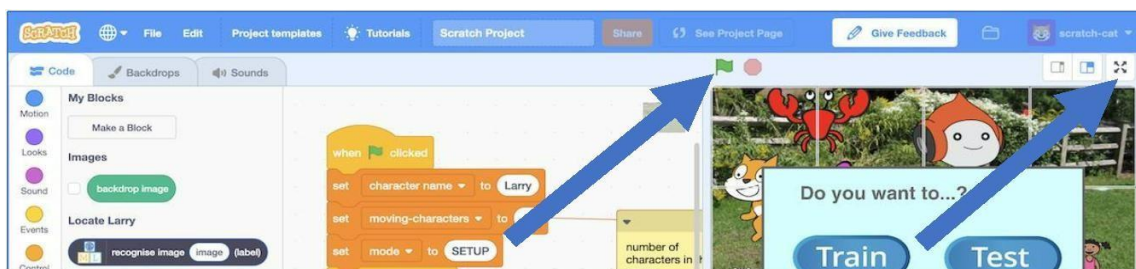 SCRATCH File Edit Project templates Tutorials Scratch Project Share See Project Page Give Feedback scratch-cat
Code Backdrops Sounds
Motion
Looks
Sound
Events
Control
My Blocks
Make a Block
Images
backdrop image
Locate Larry
ML recognise image image (label)
when clicked
set character name to Larry
set moving-characters to
set mode to SETUP
number of
characters in
Do you want to...?
Train Test